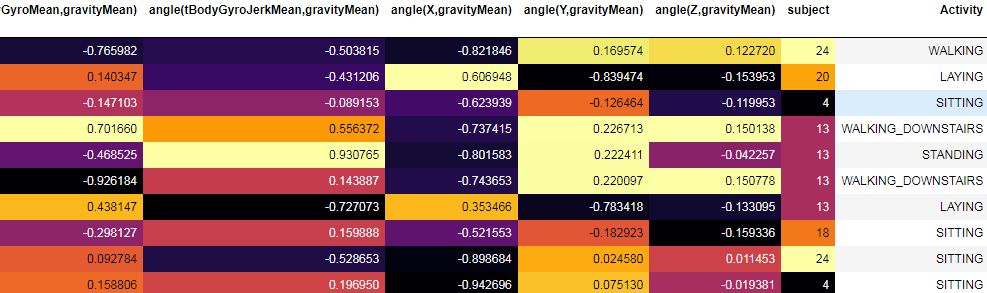 GyroMean,gravityMean) angle(tBodyGyroJerkMean,gravityMean) angle(X,gravityMean) angle(Y,gravityMean) angle(Z,gravityMean) subject Activity
-0.765982 -0.503815 -0.821846 0.169574 0.122720 24 WALKING
0.140347 -0.431206 0.606948 -0.839474 -0.153953 20 LAYING
-0.147103 -0.089153 -0.623939 -0.126464 -0.119953 4 SITTING
0.701660 0.556372 -0.737415 0.226713 0.150138 13 WALKING_DOWNSTAIRS
-0.468525 0.930765 -0.801583 0.222411 -0.042257 13 STANDING
-0.926184 0.143887 -0.743653 0.220097 0.150778 13 WALKING_DOWNSTAIRS
0.438147 -0.727073 0.353466 -0.783418 -0.133095 13 LAYING
-0.298127 0.159888 -0.521553 -0.182923 -0.159336 18 SITTING
0.092784 -0.528653 -0.898684 0.024580 0.011453 24 SITTING
0.158806 0.196950 -0.942696 0.075130 -0.019381 4 SITTING